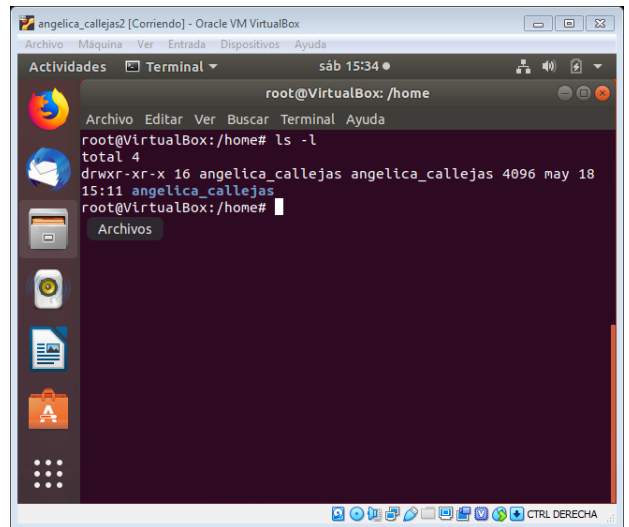 angelica_callejas2 [Corriendo] - Oracle VM VirtualBox
Archivo Máquina Ver Entrada Dispositivos Ayuda
Actividades Terminal sáb 15:34
root@VirtualBox: /home
Archivo Editar Ver Buscar Terminal Ayuda
root@VirtualBox:/home# ls -l
total 4
drwxr-xr-x 16 angelica_callejas angelica_callejas 4096 may 18
15:11 angelica_callejas
root@VirtualBox:/home#
Archivos
CTRL DERECHA